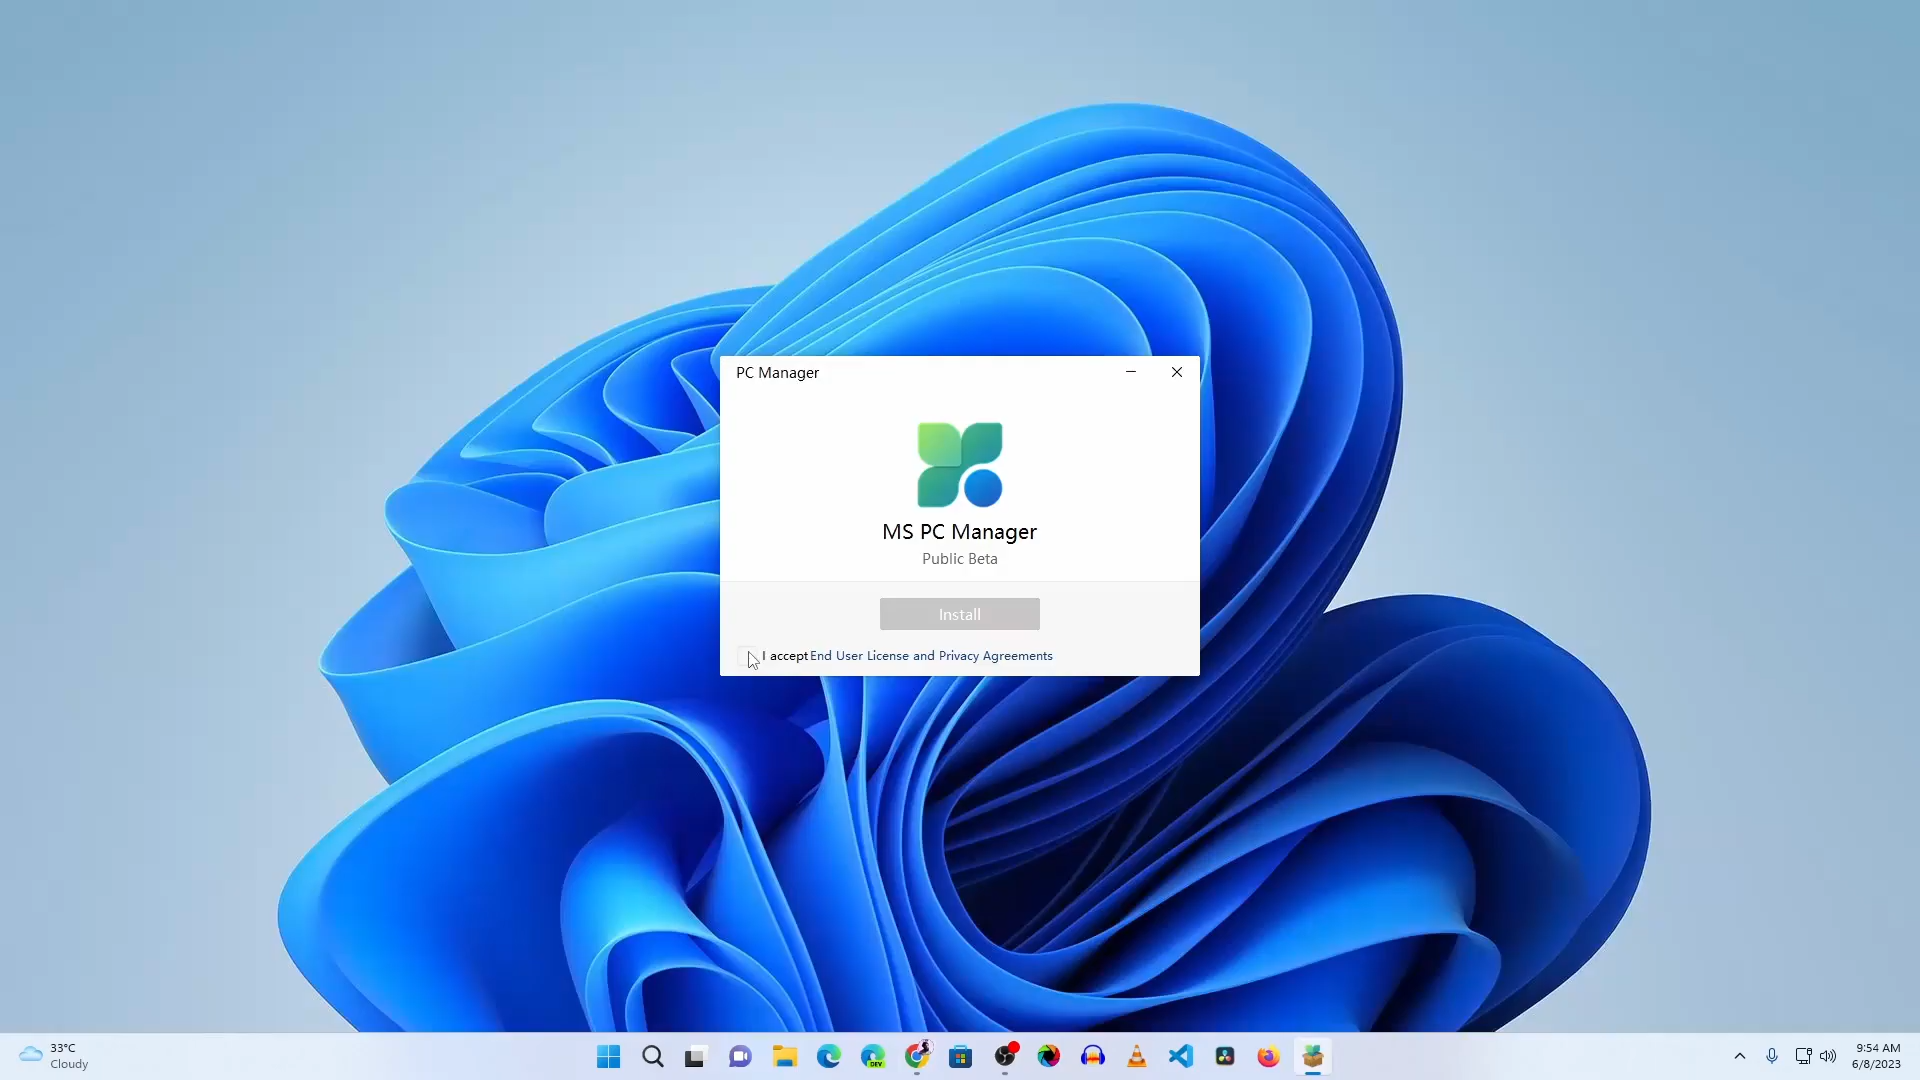 PC Manager
MS PC Manager
Public Beta
Install
I accept End User License and Privacy Agreements
33°C
Cloudy
DEV
9:54 AM
6/8/2023